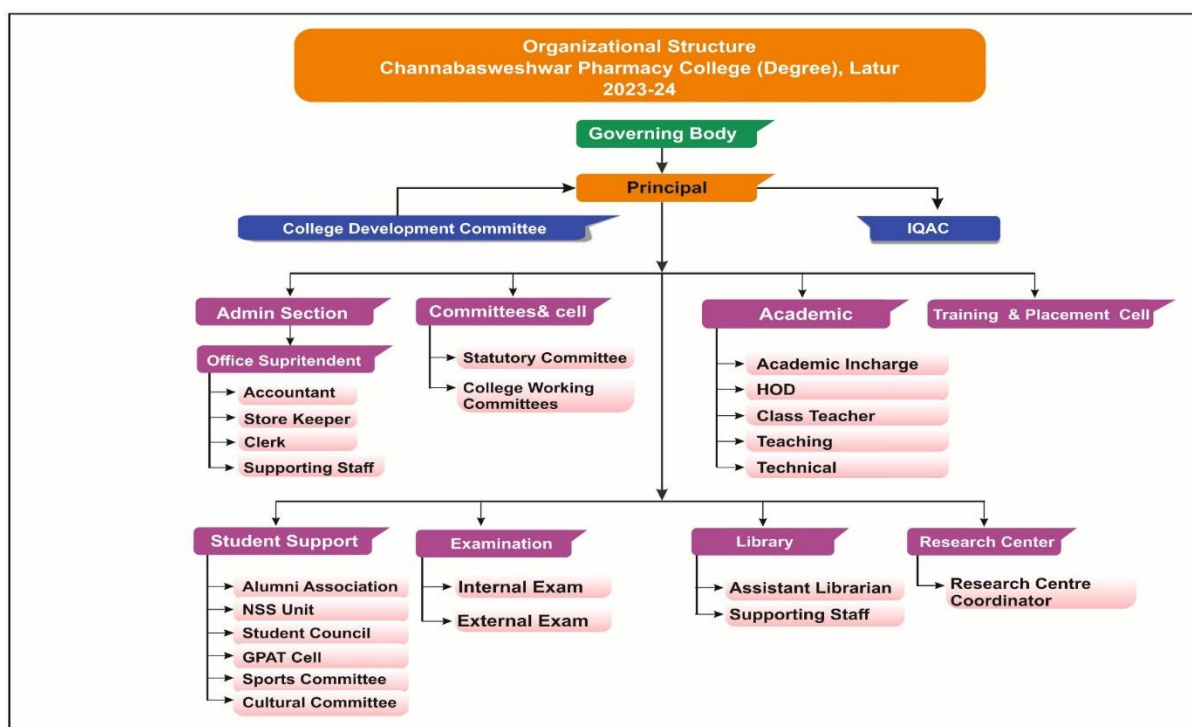 Organizational Structure
Channabasweshwar Pharmacy College (Degree), Latur
2023-24
Governing Body
Principal
College Development Committee
IQAC
Admin Section
Committees& cell
Academic
Training & Placement Cell
Office Supritendent
Accountant
Store Keeper
Clerk
Supporting Staff
Statutory Committee
College Working
Committees
Academic Incharge
HOD
Class Teacher
Teaching
Technical
Student Support
Examination
Library
Research Center
Alumni Association
NSS Unit
Student Council
GPAT Cell
Sports Committee
Cultural Committee
Internal Exam
External Exam
Assistant Librarian
Supporting Staff
Research Centre
Coordinator